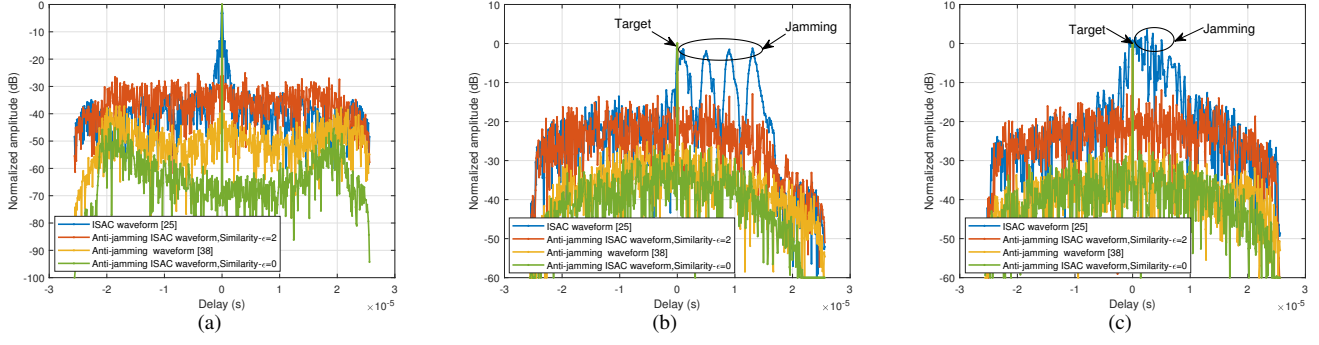 0
-10
-20
-30
-40
-50
-60
-70
-80
-90
-100
Normalized amplitude (dB)
ISAC waveform [25]
Anti-jamming ISAC waveform,Similarity-ϵ=2
Anti-jamming waveform [38]
Anti-jamming ISAC waveform,Similarity-ϵ=0
-3 -2 -1 0 1 2 3
Delay (s)
×10⁻⁵
(a)
Target
Jamming
10
0
-10
-20
-30
-40
-50
-60
Normalized amplitude (dB)
ISAC waveform [25]
Anti-jamming ISAC waveform,Similarity-ϵ=2
Anti-jamming waveform [38]
Anti-jamming ISAC waveform,Similarity-ϵ=0
-3 -2 -1 0 1 2 3
Delay (s)
×10⁻⁵
(b)
Target
Jamming
10
0
-10
-20
-30
-40
-50
-60
Normalized amplitude (dB)
ISAC waveform [25]
Anti-jamming ISAC waveform,Similarity-ϵ=2
Anti-jamming waveform [38]
Anti-jamming ISAC waveform,Similarity-ϵ=0
-3 -2 -1 0 1 2 3
Delay (s)
×10⁻⁵
(c)